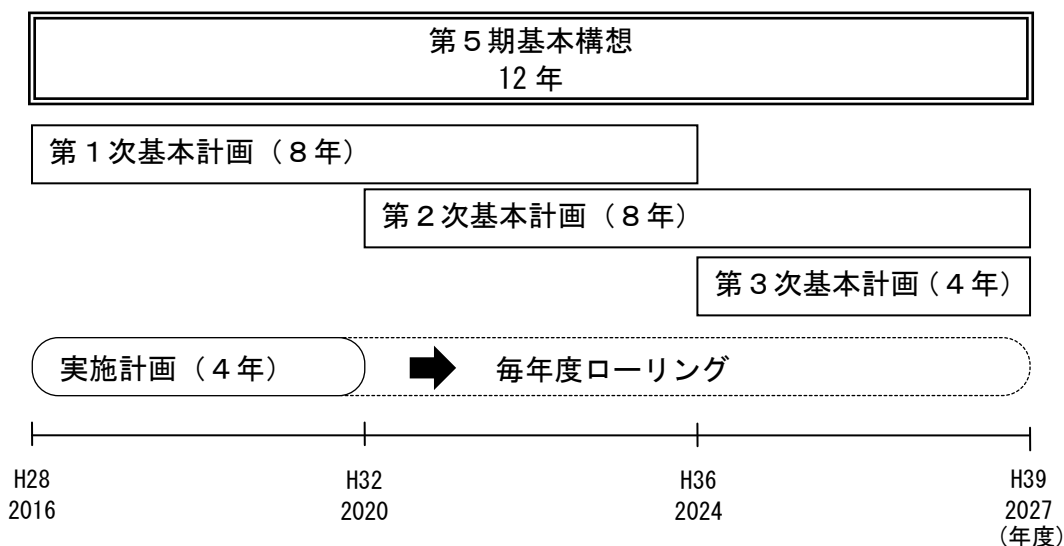 第５期基本構想
12 年
第１次基本計画（８年）
第２次基本計画（８年）
第３次基本計画（４年）
実施計画（４年）
毎年度ローリング
H28
2016
H32
2020
H36
2024
H39
2027
（年度）